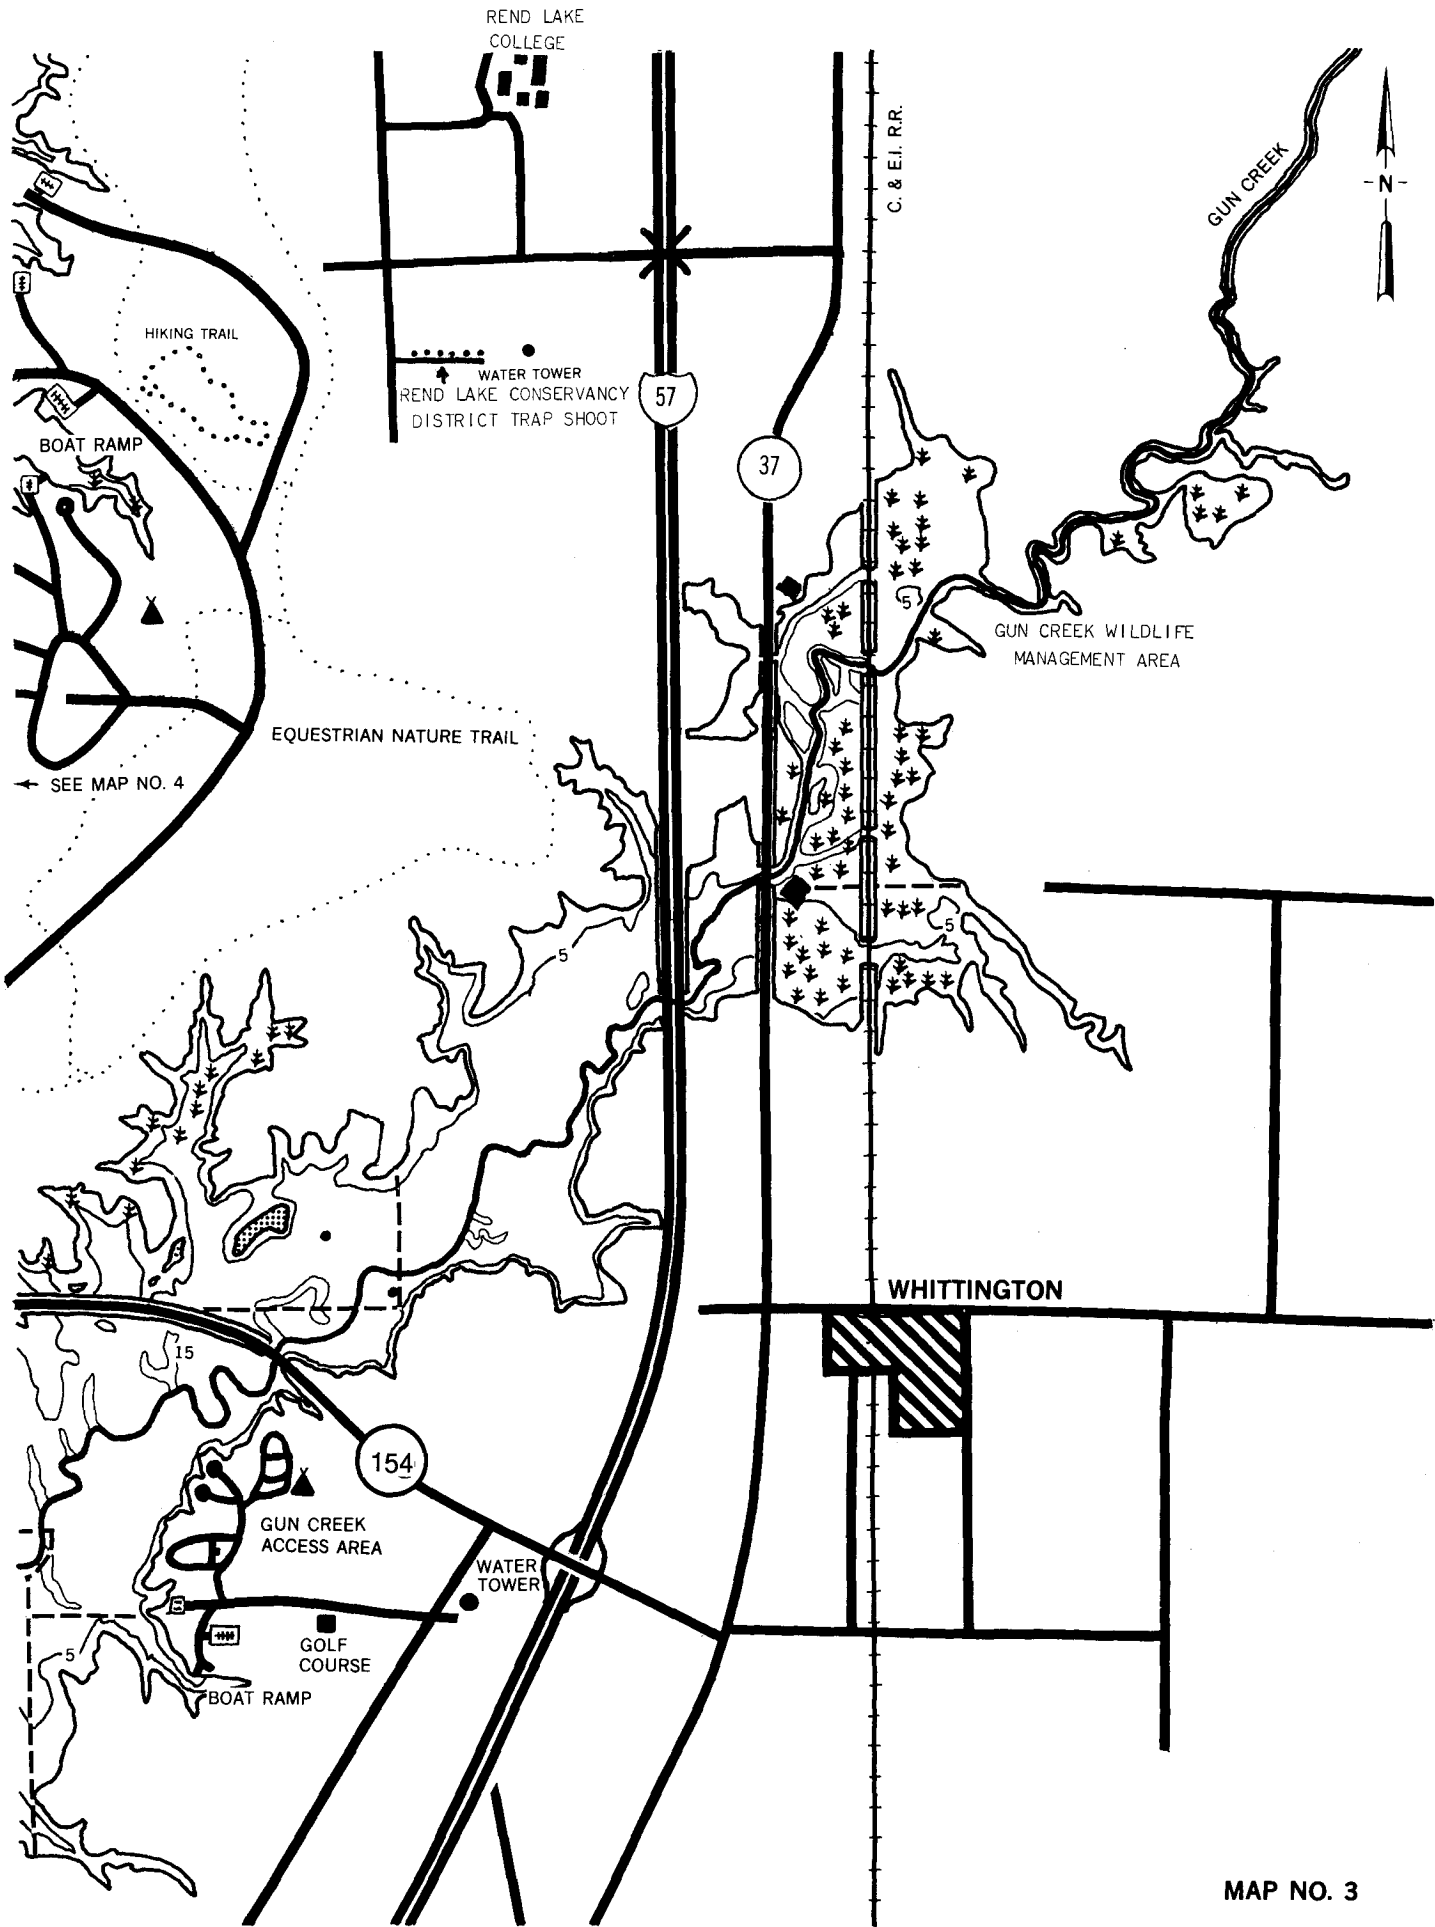 REND LAKE
COLLEGE
C. & E.I. R.R.
GUN CREEK
N
HIKING TRAIL
WATER TOWER
REND LAKE CONSERVANCY
DISTRICT TRAP SHOOT
57
BOAT RAMP
37
5
GUN CREEK WILDLIFE
MANAGEMENT AREA
EQUESTRIAN NATURE TRAIL
← SEE MAP NO. 4
5
5
WHITTINGTON
15
154
GUN CREEK
ACCESS AREA
WATER
TOWER
GOLF
COURSE
5
BOAT RAMP
MAP NO. 3